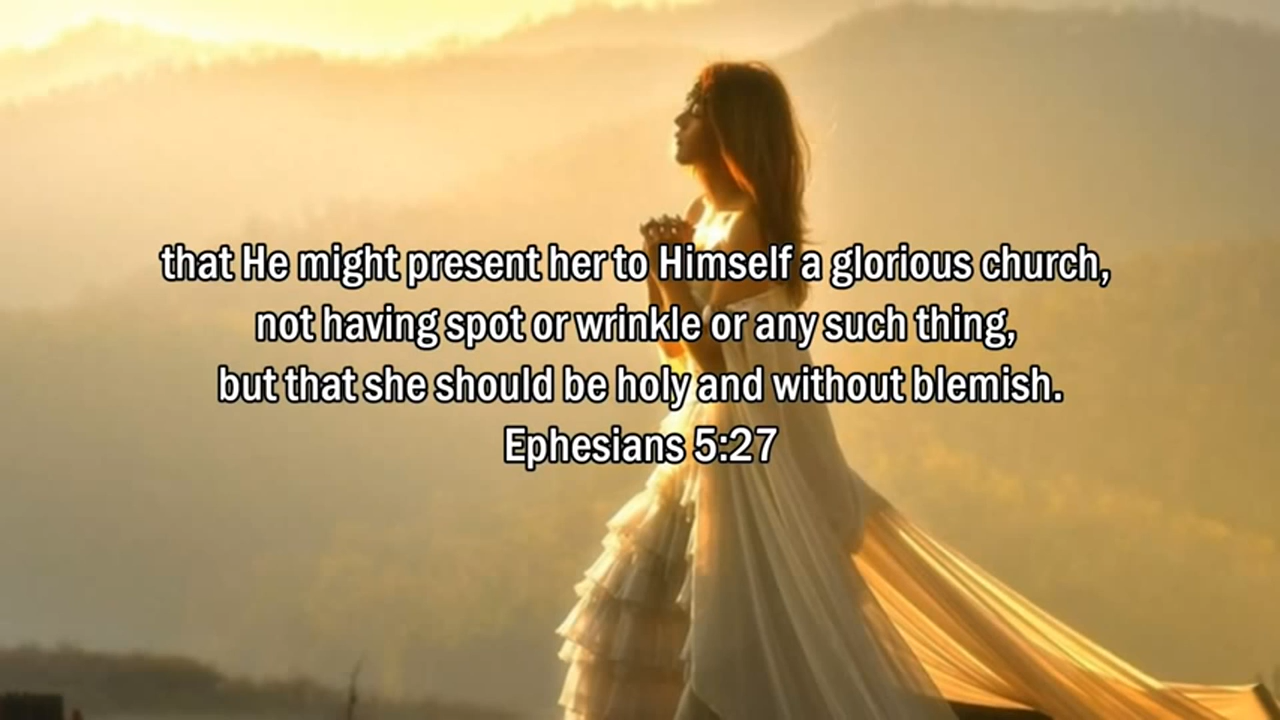 that He might present her to Himself a glorious church,
not having spot or wrinkle or any such thing,
but that she should be holy and without blemish.
Ephesians 5:27